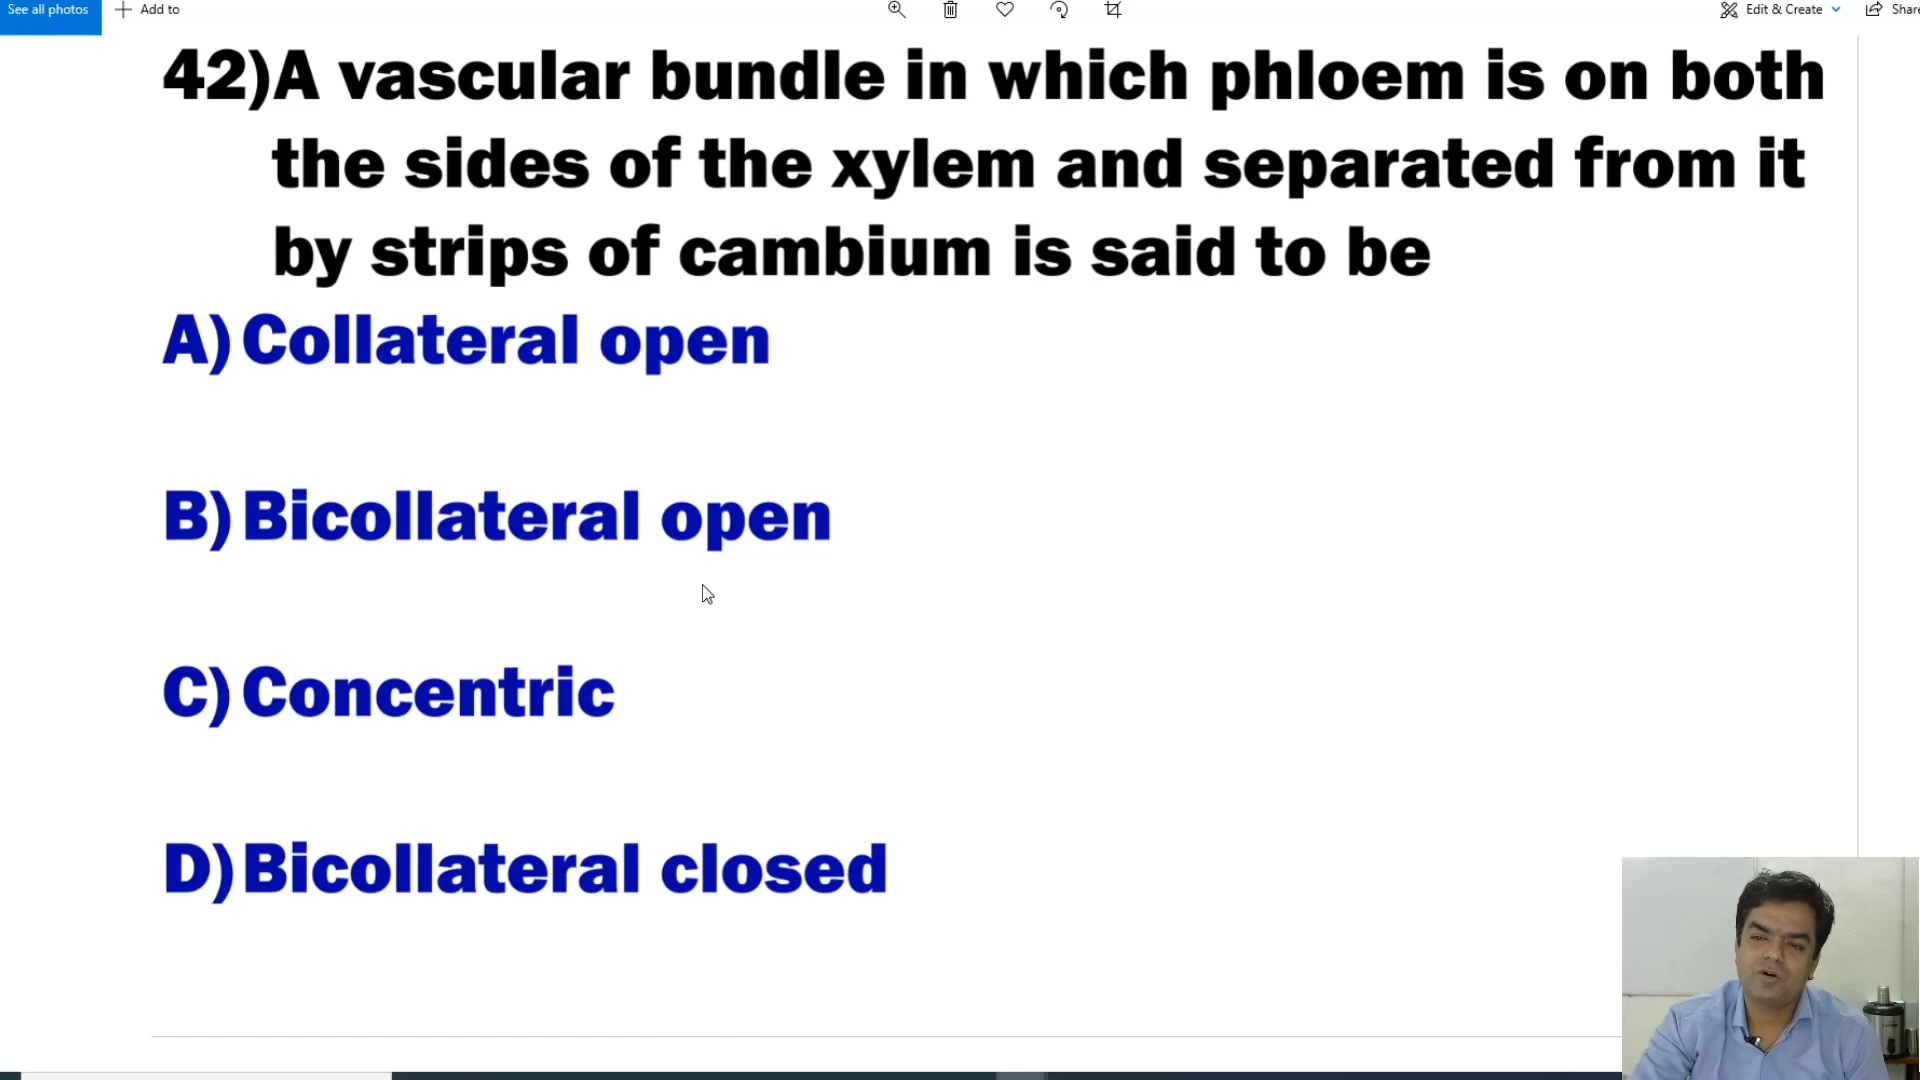 See all photos
Add to
Edit & Create
Share
42)A vascular bundle in which phloem is on both
the sides of the xylem and separated from it
by strips of cambium is said to be
A) Collateral open
B) Bicollateral open
C) Concentric
D) Bicollateral closed